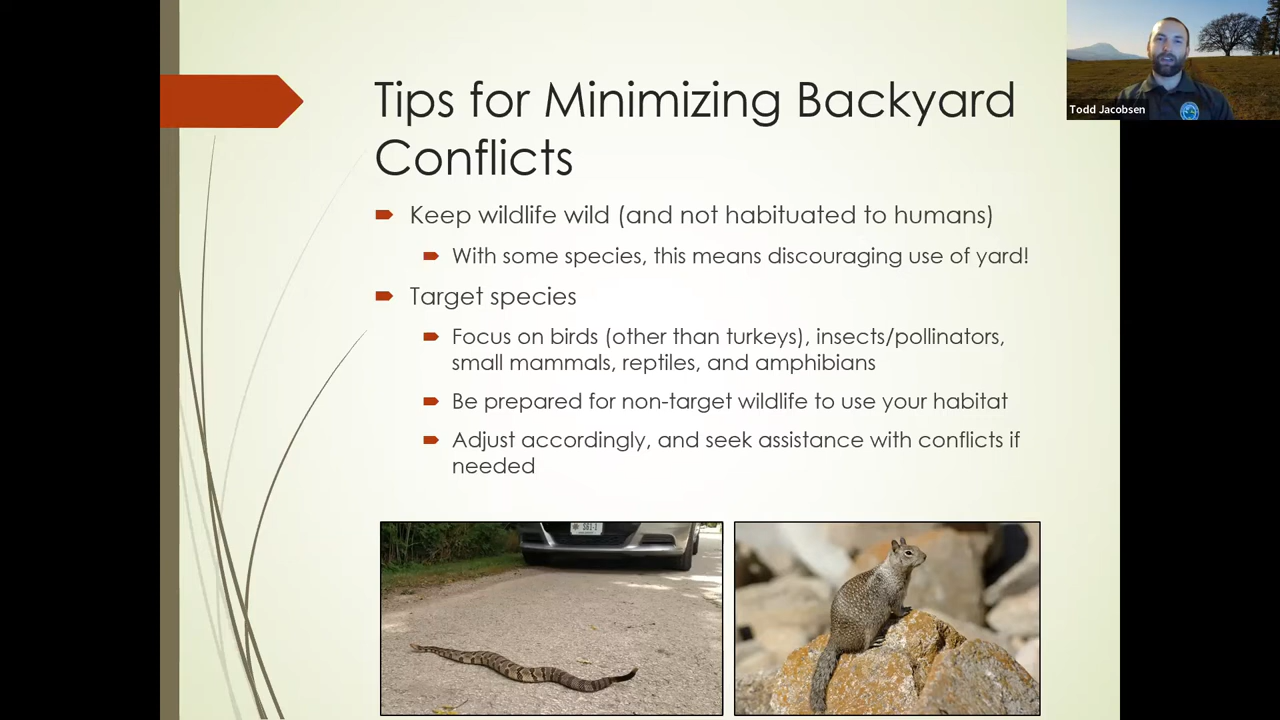 Tips for Minimizing Backyard
Conflicts
Todd Jacobsen
Keep wildlife wild (and not habituated to humans)
With some species, this means discouraging use of yard!
Target species
Focus on birds (other than turkeys), insects/pollinators,
small mammals, reptiles, and amphibians
Be prepared for non-target wildlife to use your habitat
Adjust accordingly, and seek assistance with conflicts if
needed